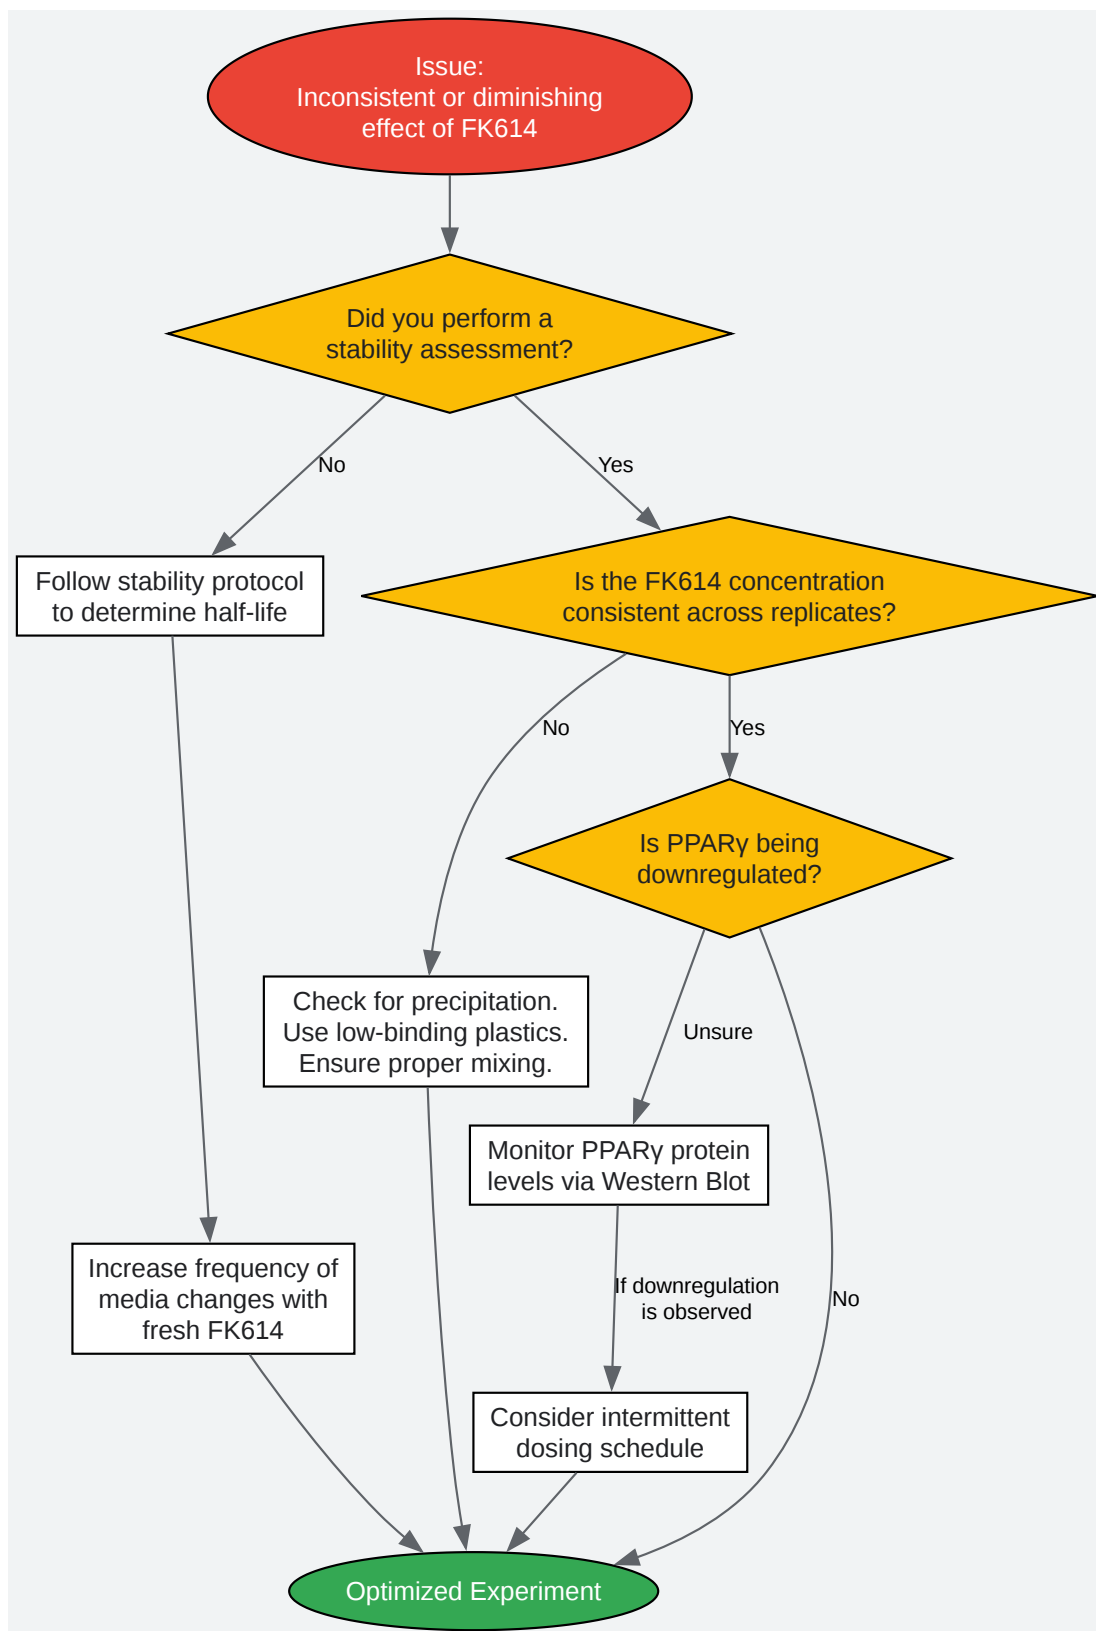 Issue:
Inconsistent or diminishing
effect of FK614
Did you perform a
stability assessment?
No
Yes
Follow stability protocol
to determine half-life
Is the FK614 concentration
consistent across replicates?
No
Yes
Is PPARγ being
downregulated?
Check for precipitation.
Use low-binding plastics.
Ensure proper mixing.
Unsure
Monitor PPARγ protein
levels via Western Blot
Increase frequency of
media changes with
fresh FK614
If downregulation
is observed
No
Consider intermittent
dosing schedule
Optimized Experiment